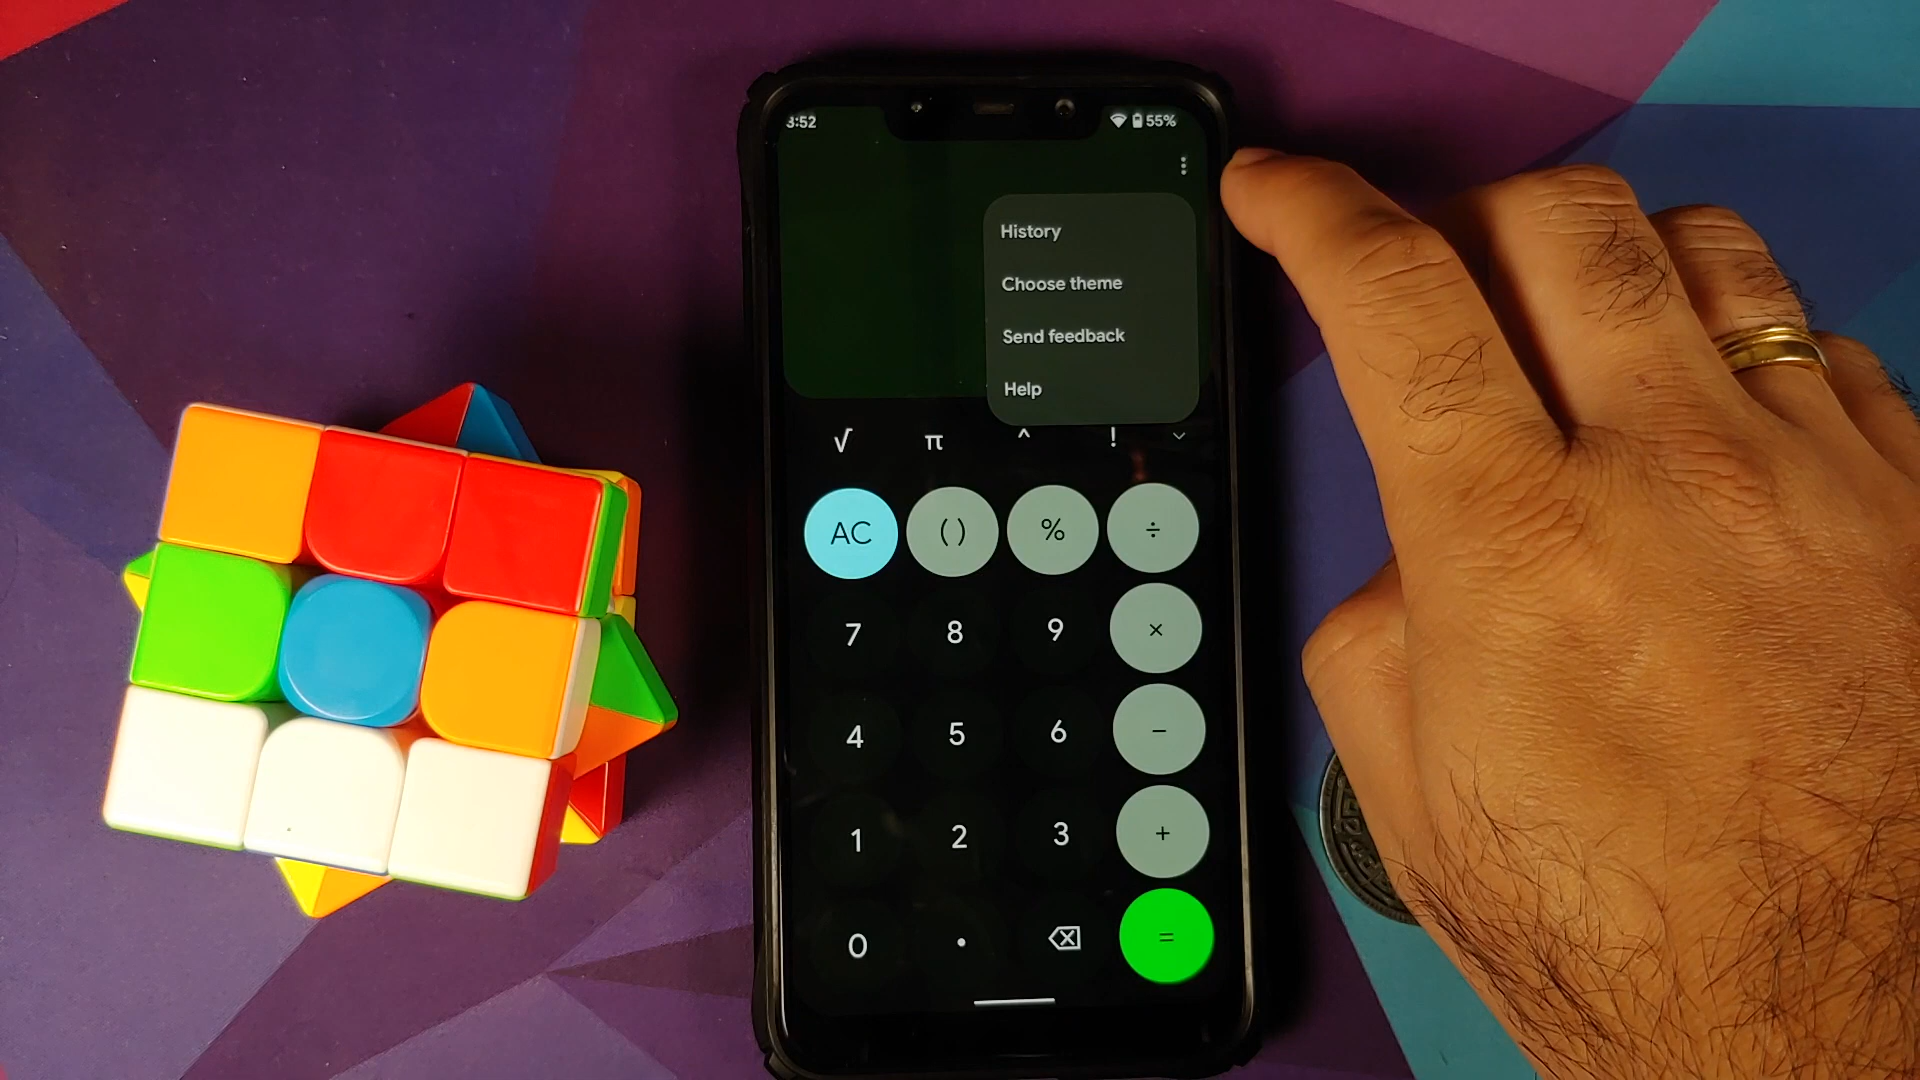 3:52 55%
History
Choose theme
Send feedback
Help
√ π ^ !
AC () % ÷
7 8 9 ×
4 5 6 −
1 2 3 +
0 . =